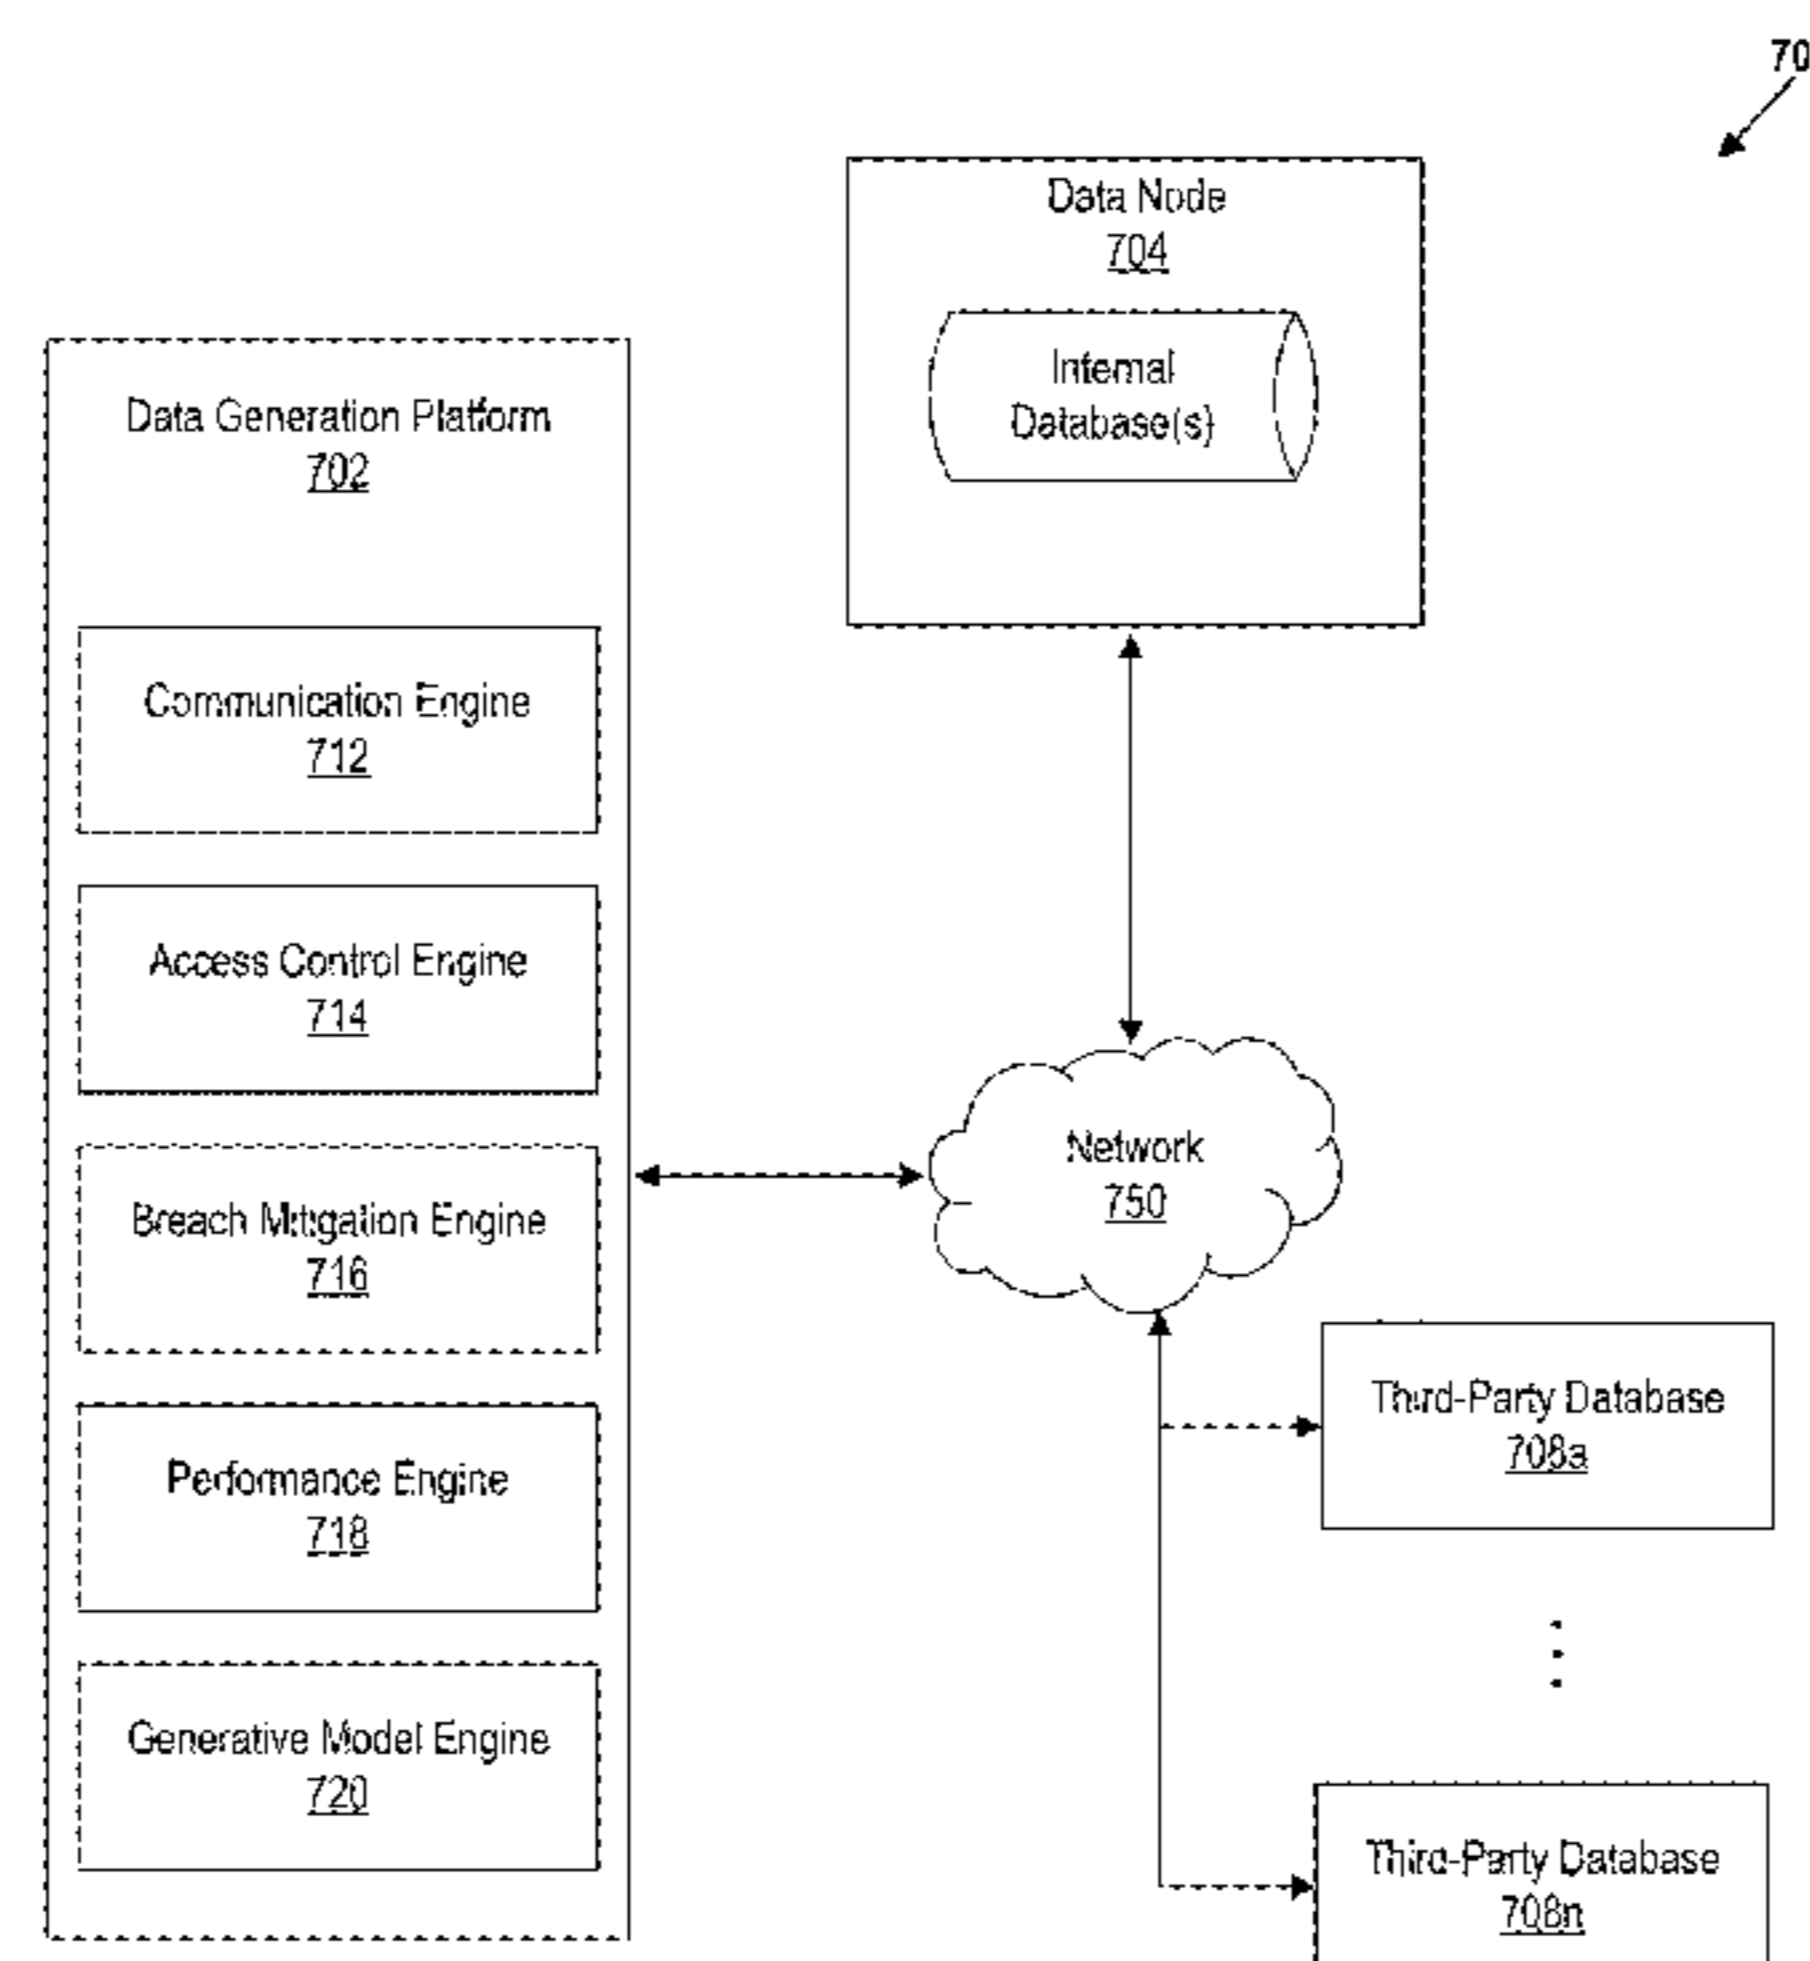 70
Data Node
704
Internal
Database(s)
Data Generation Platform
702
Communication Engine
712
Access Control Engine
714
Breach Mitigation Engine
716
Performance Engine
718
Generative Model Engine
720
Network
750
Third-Party Database
708a
Third-Party Database
708n